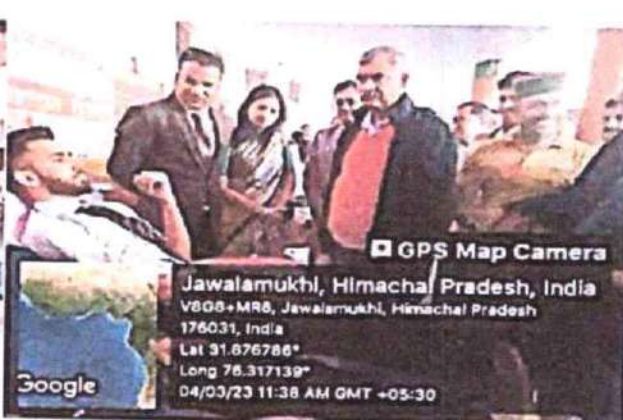 GPS Map Camera
Jawalamukhi, Himachal Pradesh, India
V8G8+MR8, Jawalamukhi, Himachal Pradesh
176031, India
Lat 31.876786°
Long 76.317139°
04/03/23 11:38 AM GMT +05:30
Google